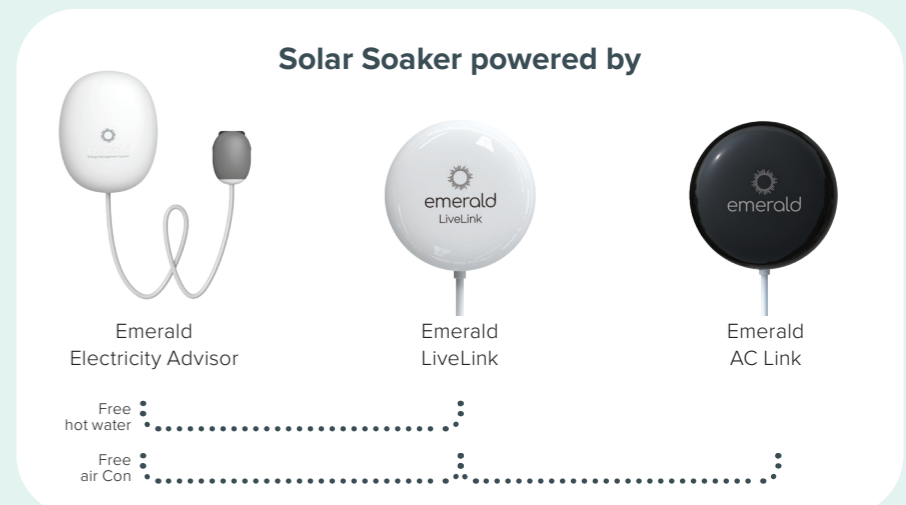 Solar Soaker powered by
emerald
LiveLink
emerald
Emerald
Electricity Advisor
Emerald
LiveLink
Emerald
AC Link
Free
hot water
Free
air Con